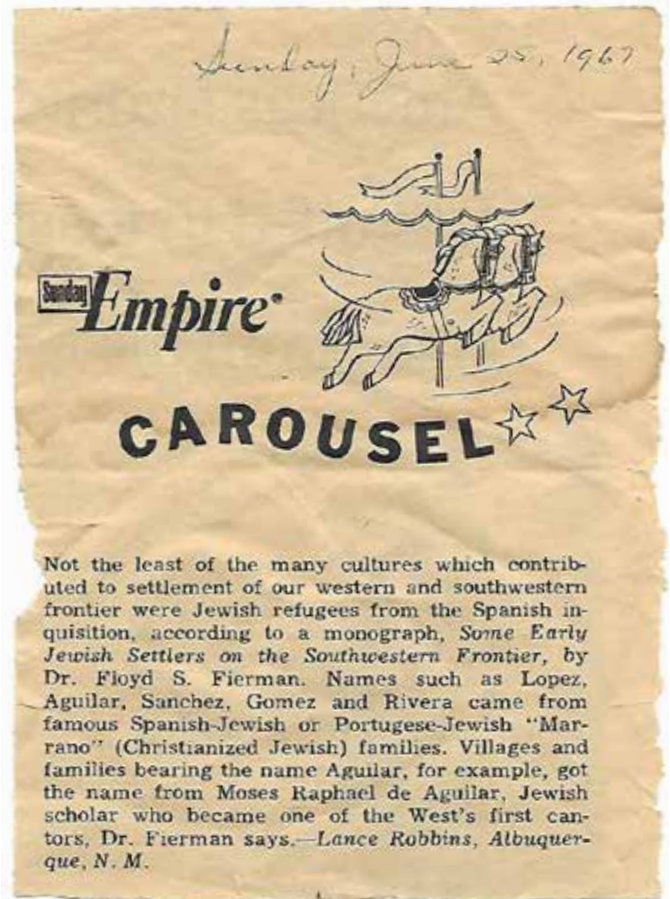 Sunday, June 25, 1967
Sunday
Empire®
CAROUSEL
Not the least of the many cultures which contrib-
uted to settlement of our western and southwestern
frontier were Jewish refugees from the Spanish in-
quisition, according to a monograph, Some Early
Jewish Settlers on the Southwestern Frontier, by
Dr. Floyd S. Fierman. Names such as Lopez,
Aguilar, Sanchez, Gomez and Rivera came from
famous Spanish-Jewish or Portugese-Jewish "Mar-
rano" (Christianized Jewish) families. Villages and
families bearing the name Aguilar, for example, got
the name from Moses Raphael de Aguilar, Jewish
scholar who became one of the West's first can-
tors, Dr. Fierman says.—Lance Robbins, Albuquer-
que, N. M.